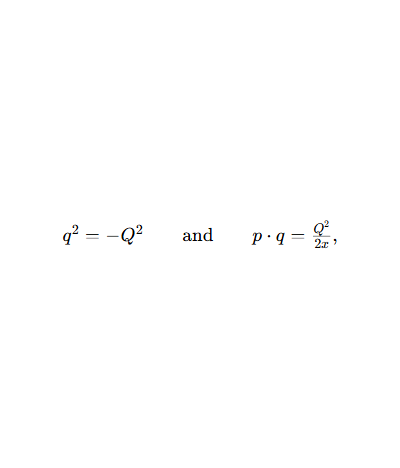 q² = −Q² and p · q = Q²/2x,